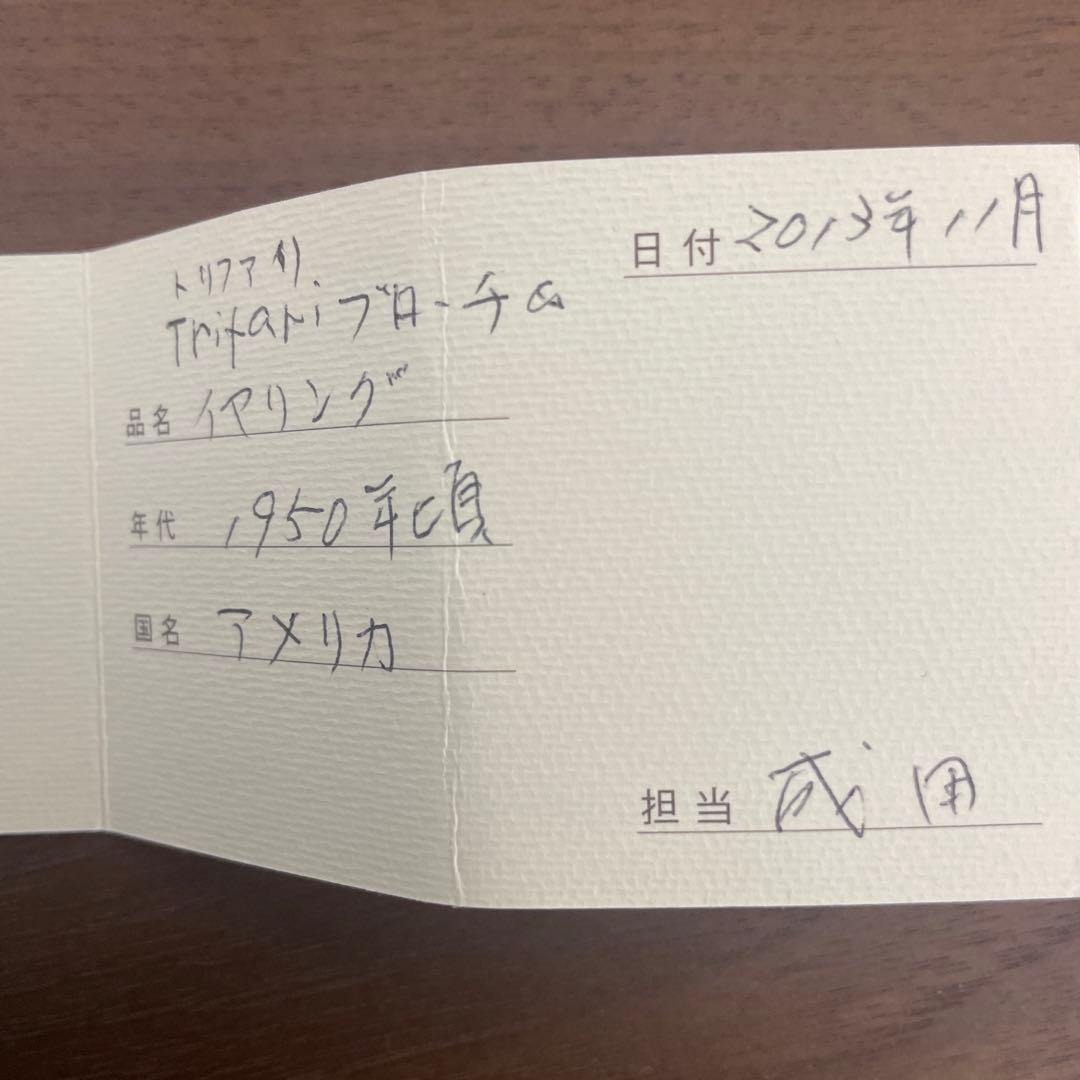 トリファリ
Trifari ブローチ&
品名 イヤリング
年代 1950年頃
国名 アメリカ
日付 2013年11月
担当 成田